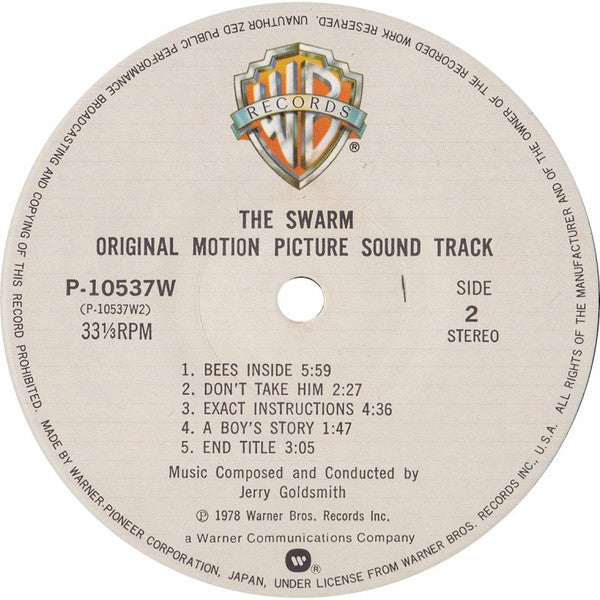 WB
RECORDS
®
THE SWARM
ORIGINAL MOTION PICTURE SOUND TRACK
P-10537W
(P-10537W2)
33⅓RPM
SIDE
2
STEREO
1. BEES INSIDE 5:59
2. DON'T TAKE HIM 2:27
3. EXACT INSTRUCTIONS 4:36
4. A BOY'S STORY 1:47
5. END TITLE 3:05
Music Composed and Conducted by
Jerry Goldsmith
℗ 1978 Warner Bros. Records Inc.
a Warner Communications Company
®
MADE BY WARNER-PIONEER CORPORATION, JAPAN, UNDER LICENSE FROM WARNER BROS. RECORDS INC., U.S.A. ALL RIGHTS OF THE MANUFACTURER AND OF THE OWNER OF THE RECORDED WORK RESERVED. UNAUTHORIZED PUBLIC PERFORMANCE BROADCASTING AND COPYING OF THIS RECORD PROHIBITED.